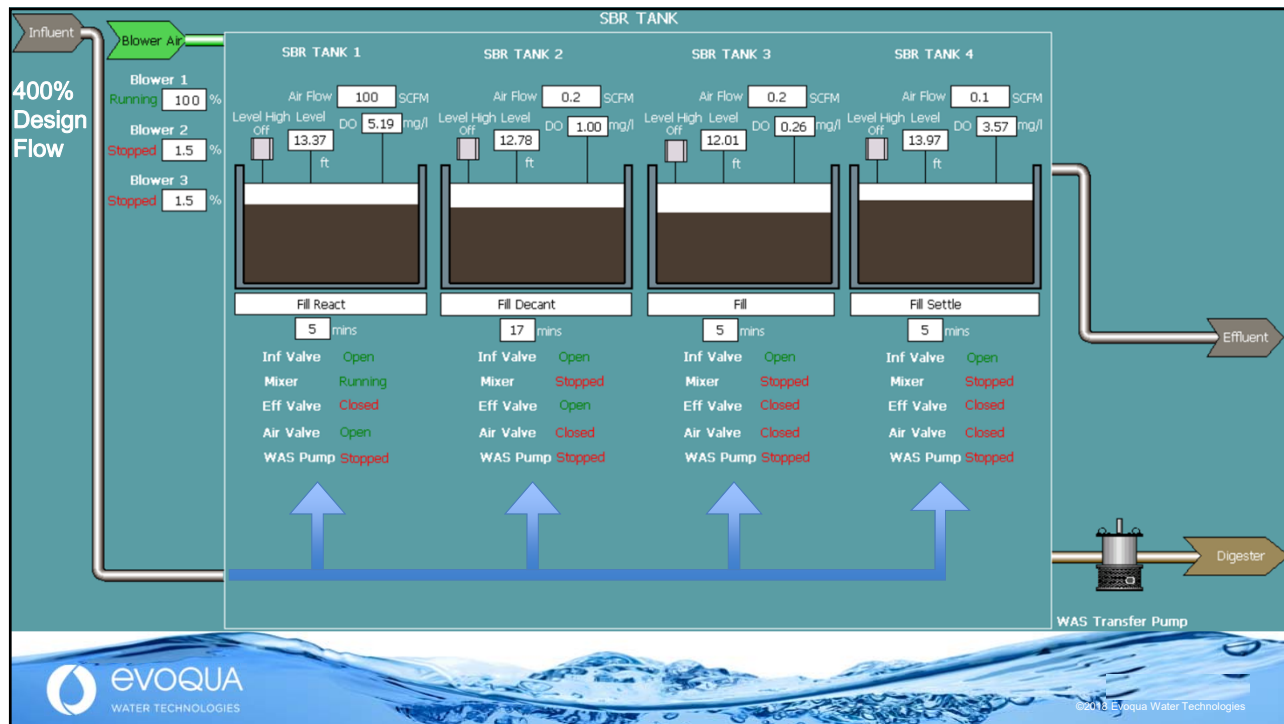 SBR TANK
Influent
Blower Air
400%
Design
Flow
Blower 1
Running 100 %
Blower 2
Stopped 1.5 %
Blower 3
Stopped 1.5 %
SBR TANK 1
Air Flow 100 SCFM
Level High Level
Off 13.37 ft
DO 5.19 mg/l
Fill React
5 mins
Inf Valve Open
Mixer Running
Eff Valve Closed
Air Valve Open
WAS Pump Stopped
SBR TANK 2
Air Flow 0.2 SCFM
Level High Level
Off 12.78 ft
DO 1.00 mg/l
Fill Decant
17 mins
Inf Valve Open
Mixer Stopped
Eff Valve Open
Air Valve Closed
WAS Pump Stopped
SBR TANK 3
Air Flow 0.2 SCFM
Level High Level
Off 12.01 ft
DO 0.26 mg/l
Fill
5 mins
Inf Valve Open
Mixer Stopped
Eff Valve Closed
Air Valve Closed
WAS Pump Stopped
SBR TANK 4
Air Flow 0.1 SCFM
Level High Level
Off 13.97 ft
DO 3.57 mg/l
Fill Settle
5 mins
Inf Valve Open
Mixer Stopped
Eff Valve Closed
Air Valve Closed
WAS Pump Stopped
Effluent
Digester
WAS Transfer Pump
evoqua
WATER TECHNOLOGIES
©2018 Evoqua Water Technologies